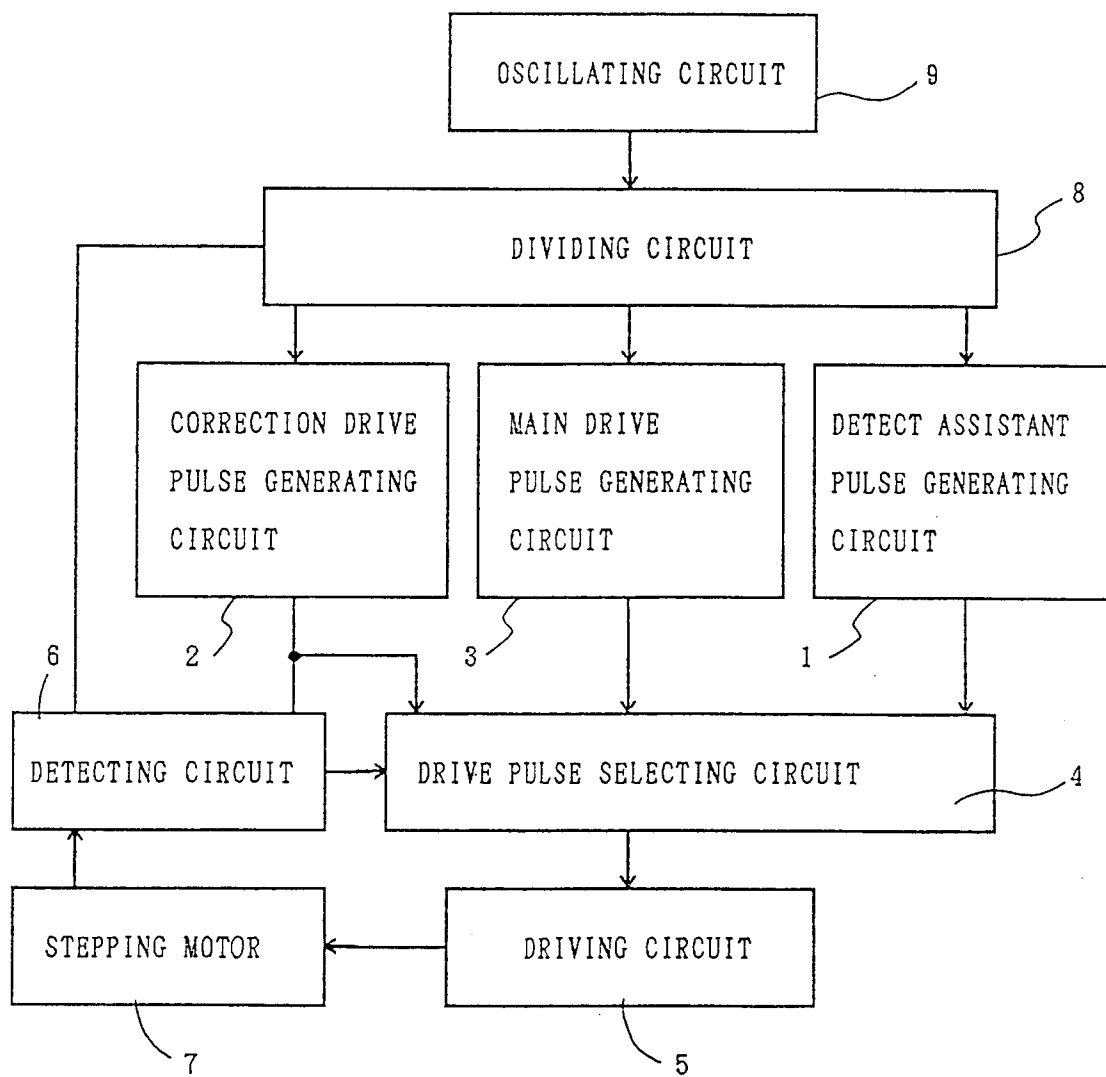 OSCILLATING CIRCUIT
9
8
DIVIDING CIRCUIT
CORRECTION DRIVE
PULSE GENERATING
CIRCUIT
MAIN DRIVE
PULSE GENERATING
CIRCUIT
DETECT ASSISTANT
PULSE GENERATING
CIRCUIT
2
3
1
6
DETECTING CIRCUIT
DRIVE PULSE SELECTING CIRCUIT
4
STEPPING MOTOR
DRIVING CIRCUIT
7
5